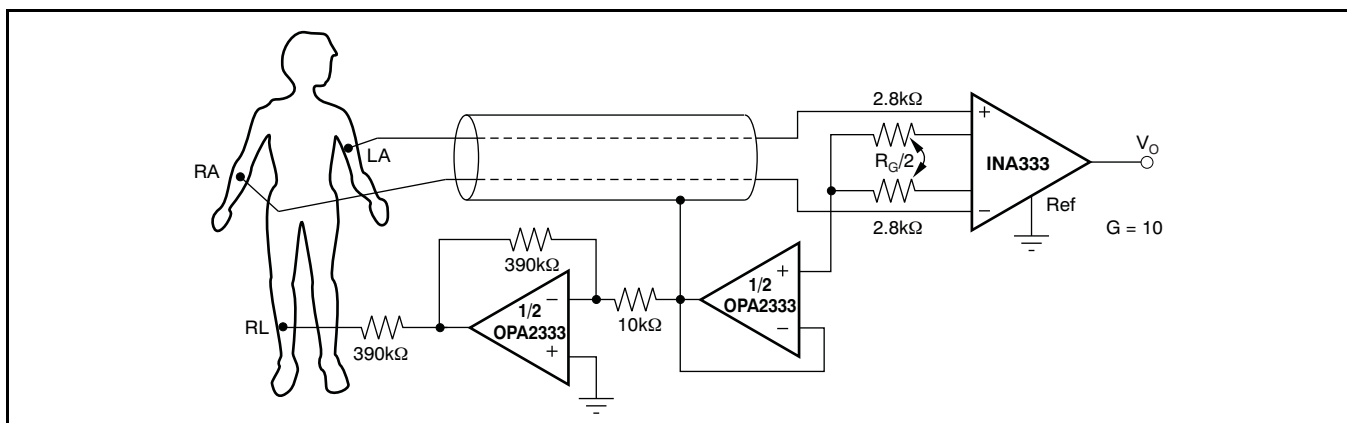 2.8kΩ
LA
RA
+
R_G/2
INA333
V_O
−
Ref
2.8kΩ
G = 10
390kΩ
+
1/2
OPA2333
−
1/2
OPA2333
−
+
10kΩ
RL
390kΩ